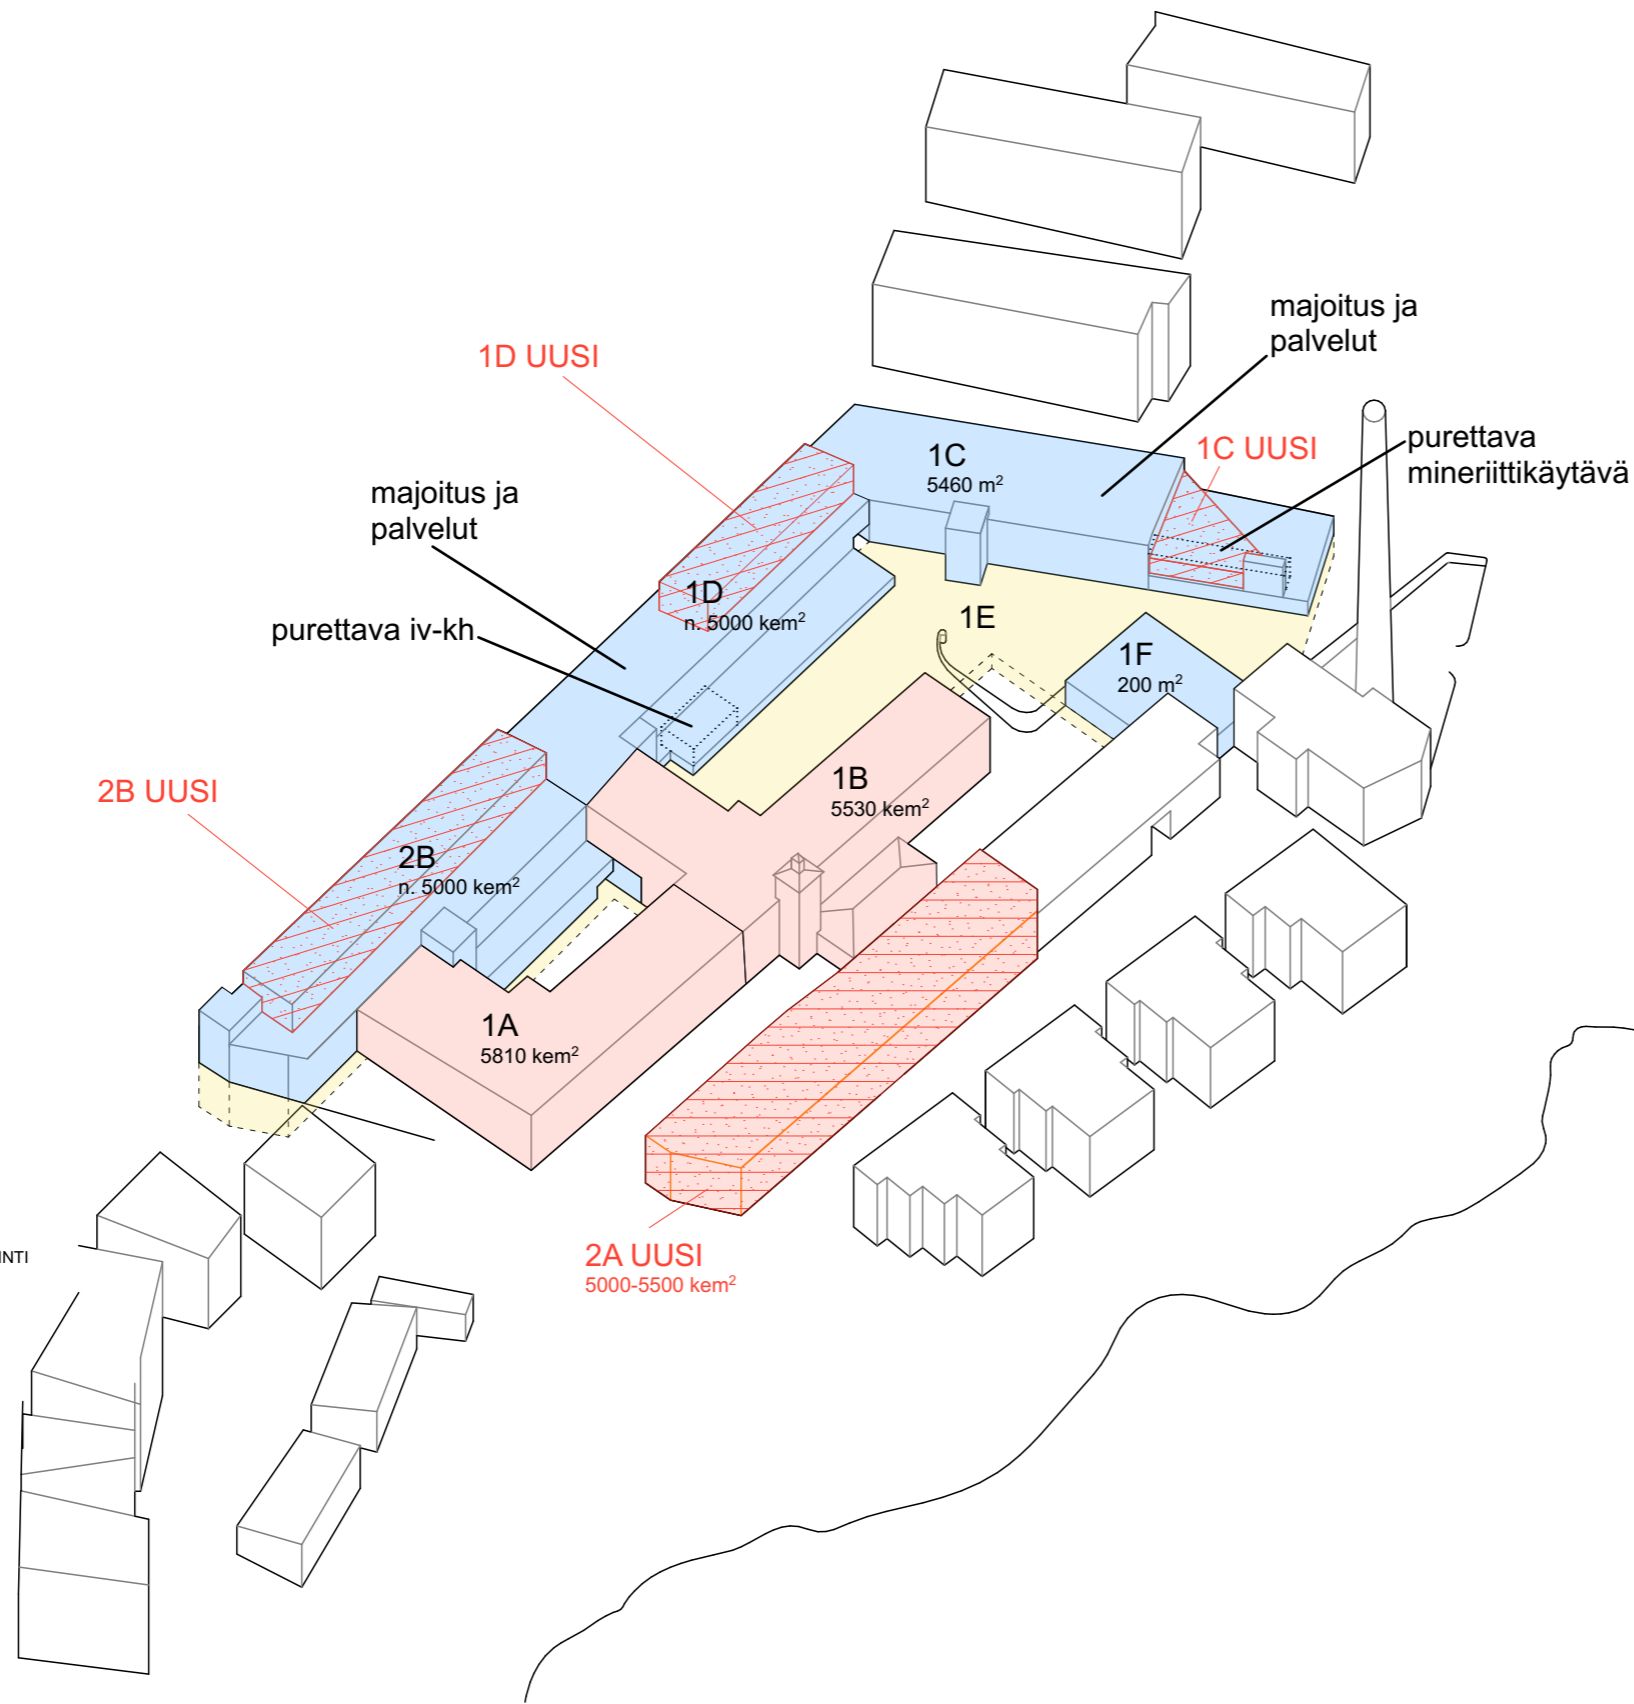 majoitus ja
palvelut
1D UUSI
1C UUSI
purettava
mineriittikäytävä
1C
5460 m²
majoitus ja
palvelut
1D
n. 5000 kem²
purettava iv-kh
1E
1F
200 m²
2B UUSI
1B
5530 kem²
2B
n. 5000 kem²
1A
5810 kem²
2A UUSI
5000-5500 kem²